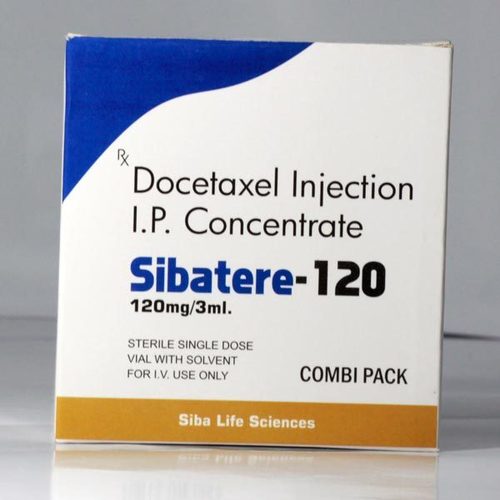 Rx
Docetaxel Injection
I.P. Concentrate
Sibatere-120
120mg/3ml.
STERILE SINGLE DOSE
VIAL WITH SOLVENT
FOR I.V. USE ONLY
COMBI PACK
Siba Life Sciences